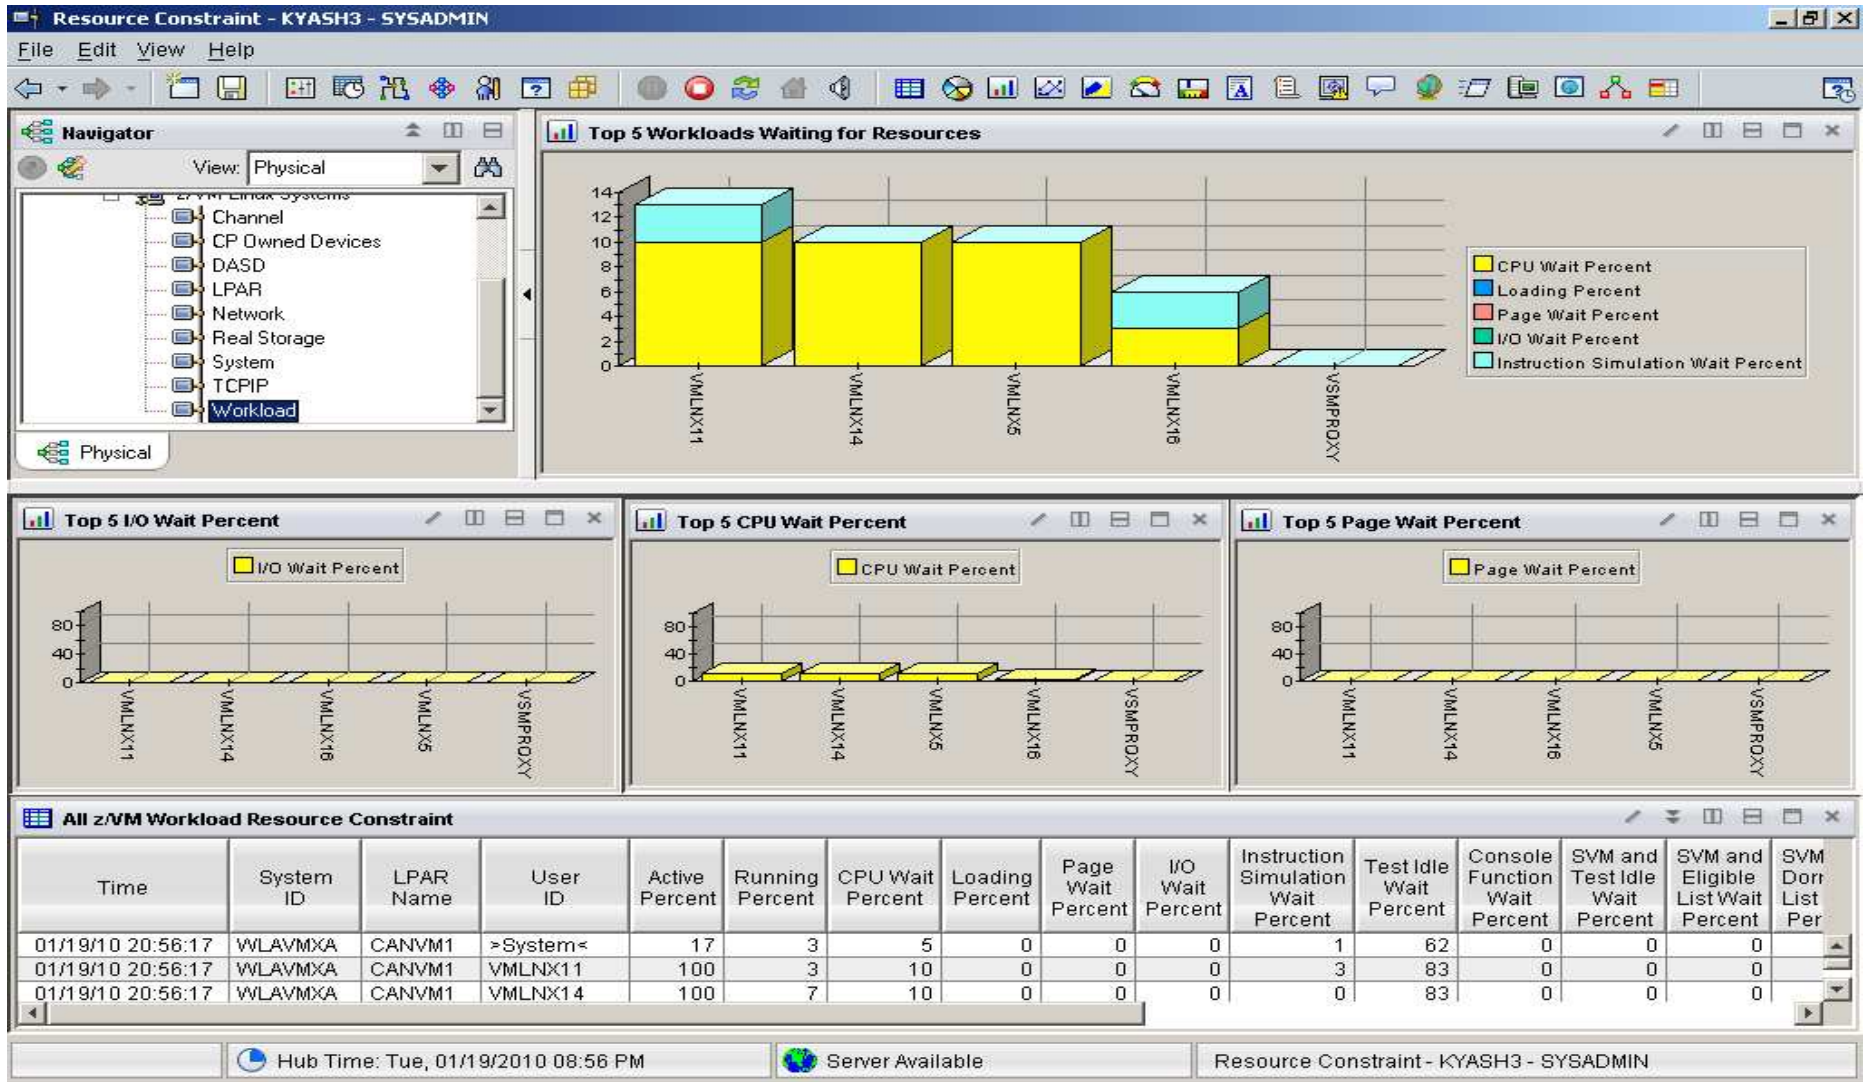 Resource Constraint - KYASH3 - SYSADMIN
File Edit View Help
Navigator
View: Physical
z/VM Linux Systems
Channel
CP Owned Devices
DASD
LPAR
Network
Real Storage
System
TCPIP
Workload
Physical
Top 5 Workloads Waiting for Resources
14
12
10
8
6
4
2
0
VMLNX11
VMLNX14
VMLNX5
VMLNX16
VSMPROXY
CPU Wait Percent
Loading Percent
Page Wait Percent
I/O Wait Percent
Instruction Simulation Wait Percent
Top 5 I/O Wait Percent
I/O Wait Percent
80
40
0
VMLNX11
VMLNX14
VMLNX16
VMLNX5
VSMPROXY
Top 5 CPU Wait Percent
CPU Wait Percent
80
40
0
VMLNX11
VMLNX14
VMLNX5
VMLNX16
VSMPROXY
Top 5 Page Wait Percent
Page Wait Percent
80
40
0
VMLNX11
VMLNX14
VMLNX16
VMLNX5
VSMPROXY
All z/VM Workload Resource Constraint
Time
System ID
LPAR Name
User ID
Active Percent
Running Percent
CPU Wait Percent
Loading Percent
Page Wait Percent
I/O Wait Percent
Instruction Simulation Wait Percent
Test Idle Wait Percent
Console Function Wait Percent
SVM and Test Idle Wait Percent
SVM and Eligible List Wait Percent
SVM
List
Per
01/19/10 20:56:17 WLAVMXA CANVM1 >System< 17 3 5 0 0 0 1 62 0 0 0
01/19/10 20:56:17 WLAVMXA CANVM1 VMLNX11 100 3 10 0 0 0 3 83 0 0 0
01/19/10 20:56:17 WLAVMXA CANVM1 VMLNX14 100 7 10 0 0 0 0 83 0 0 0
Hub Time: Tue, 01/19/2010 08:56 PM
Server Available
Resource Constraint - KYASH3 - SYSADMIN